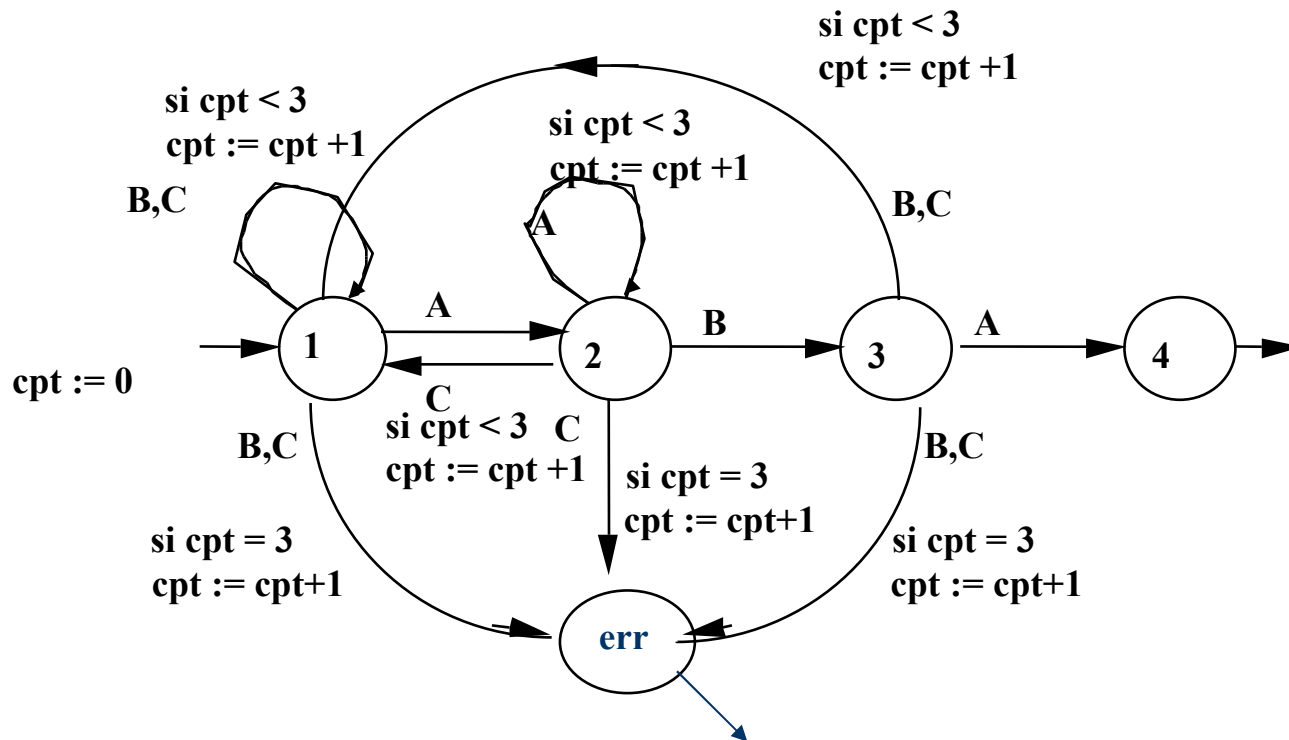 si cpt < 3
cpt := cpt +1
si cpt < 3
cpt := cpt +1
si cpt < 3
cpt := cpt +1
B,C
A
B,C
A
B
A
1
2
3
4
cpt := 0
C
B,C
si cpt < 3
cpt := cpt +1
C
B,C
si cpt = 3
cpt := cpt+1
si cpt = 3
cpt := cpt+1
si cpt = 3
cpt := cpt+1
err